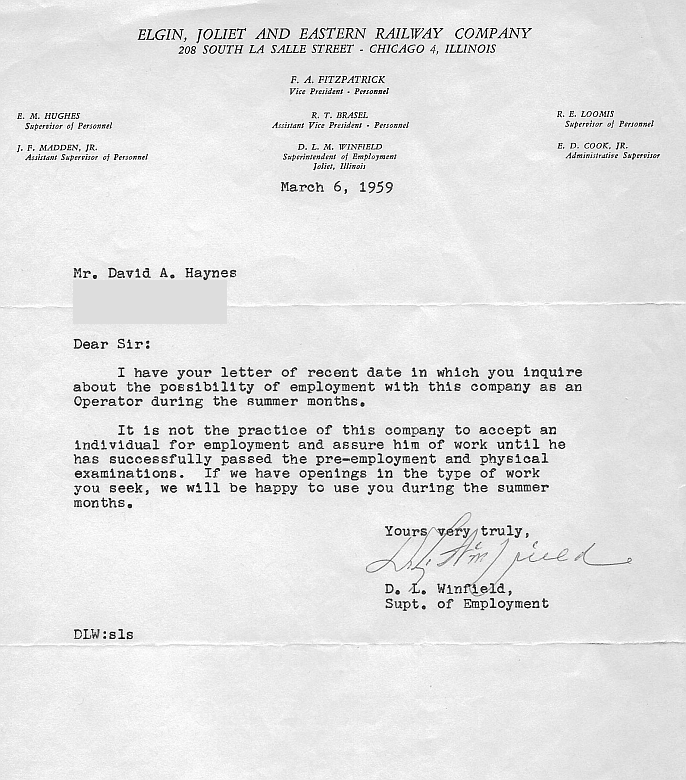 ELGIN, JOLIET AND EASTERN RAILWAY COMPANY
208 SOUTH LA SALLE STREET - CHICAGO 4, ILLINOIS
F. A. FITZPATRICK
Vice President - Personnel
E. M. HUGHES
Supervisor of Personnel
R. T. BRASEL
Assistant Vice President - Personnel
R. E. LOOMIS
Supervisor of Personnel
J. F. MADDEN, JR.
Assistant Supervisor of Personnel
D. L. M. WINFIELD
Superintendent of Employment
Joliet, Illinois
E. D. COOK, JR.
Administrative Supervisor
March 6, 1959
Mr. David A. Haynes
Dear Sir:
I have your letter of recent date in which you inquire
about the possibility of employment with this company as an
Operator during the summer months.
It is not the practice of this company to accept an
individual for employment and assure him of work until he
has successfully passed the pre-employment and physical
examinations. If we have openings in the type of work
you seek, we will be happy to use you during the summer
months.
Yours very truly,
D. L. Winfield
D. L. Winfield,
Supt. of Employment
DLW:sls